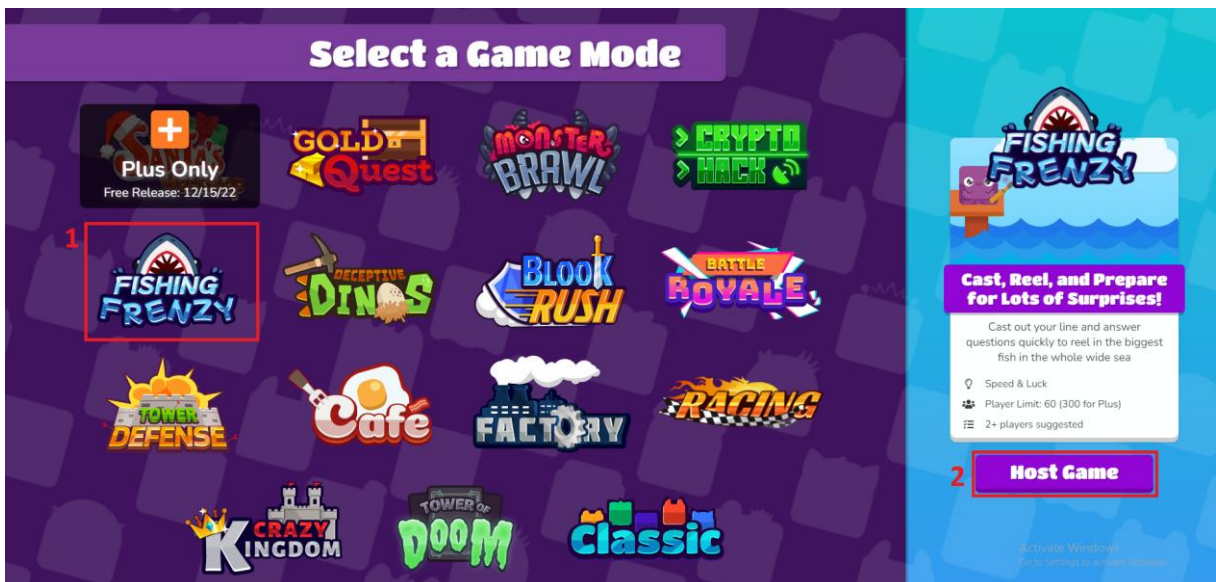 Select a Game Mode
Plus Only
Free Release: 12/15/22
GOLD
Quest
MONSTER
BRAWL
> CRYPTO
> HACK
1
FISHING
FRENZY
DECEPTIVE
DINOS
BLOOK
RUSH
BATTLE
ROYALE
TOWER
DEFENSE
Café
FACTORY
RACING
CRAZY
KINGDOM
TOWER OF
DOOM
Classic
FISHING
FRENZY
Cast, Reel, and Prepare
for Lots of Surprises!
Cast out your line and answer
questions quickly to reel in the biggest
fish in the whole wide sea
Speed & Luck
Player Limit: 60 (300 for Plus)
2+ players suggested
2
Host Game
Activate Windows
Go to Settings to activate Windows